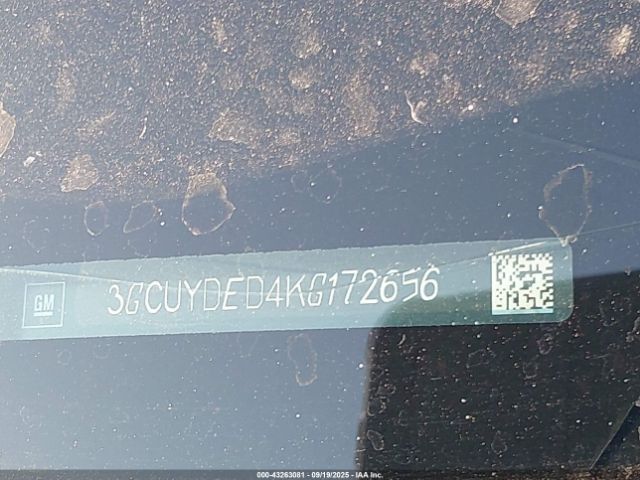 GM
3GCUYDED4KG172656
000-43263081 - 09/19/2025 - IAA Inc.